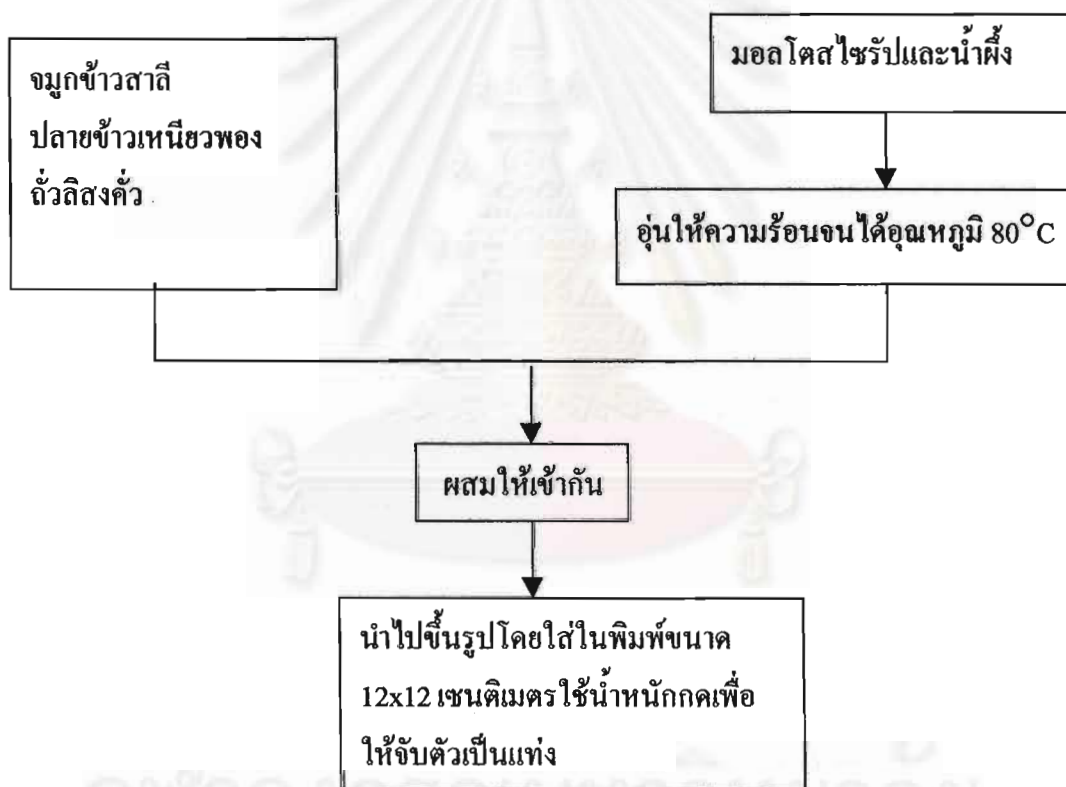 จมูกข้าวสาลี
ปลายข้าวเหนียวพอง
ถั่วลิสงคั่ว
มอลโตสไซรัปและน้ำผึ้ง
อุ่นให้ความร้อนจนได้อุณหภูมิ 80°C
ผสมให้เข้ากัน
นำไปขึ้นรูปโดยใส่ในพิมพ์ขนาด
12x12 เซนติเมตรใช้น้ำหนักกดเพื่อ
ให้จับตัวเป็นแท่ง